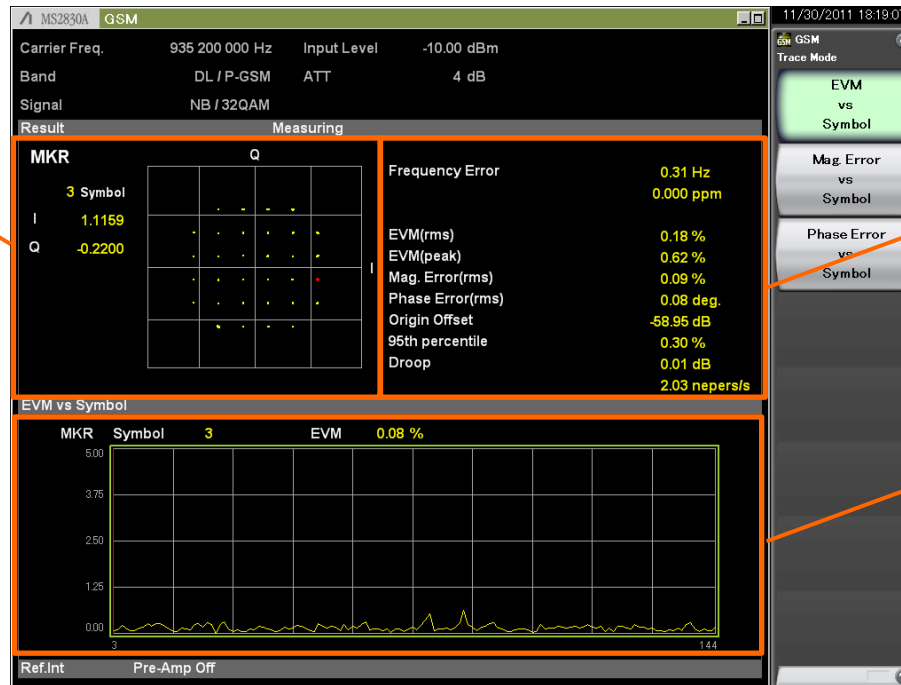 MS2830A GSM
11/30/2011 18:19:07
Carrier Freq. 935 200 000 Hz Input Level -10.00 dBm
Band DL / P-GSM ATT 4 dB
Signal NB / 32QAM
Result Measuring
MKR
3 Symbol
I 1.1159
Q -0.2200
Q
I
Frequency Error 0.31 Hz
0.000 ppm
EVM(rms) 0.18 %
EVM(peak) 0.62 %
Mag. Error(rms) 0.09 %
Phase Error(rms) 0.08 deg.
Origin Offset -58.95 dB
95th percentile 0.30 %
Droop 0.01 dB
2.03 nepers/s
EVM vs Symbol
MKR Symbol 3 EVM 0.08 %
5.00
3.75
2.50
1.25
0.00
3 144
Ref.Int Pre-Amp Off
GSM GSM
Trace Mode
EVM
vs
Symbol
Mag. Error
vs
Symbol
Phase Error
vs
Symbol